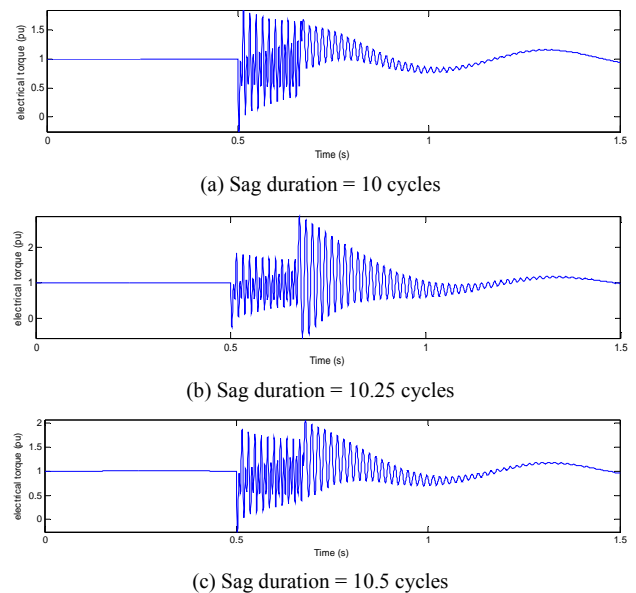 electrical torque (pu)
1.5
1
0.5
0
0
0.5
1
1.5
Time (s)
(a) Sag duration = 10 cycles
electrical torque (pu)
2
1
0
0
0.5
1
1.5
Time (s)
(b) Sag duration = 10.25 cycles
electrical torque (pu)
2
1.5
1
0.5
0
0
0.5
1
1.5
Time (s)
(c) Sag duration = 10.5 cycles